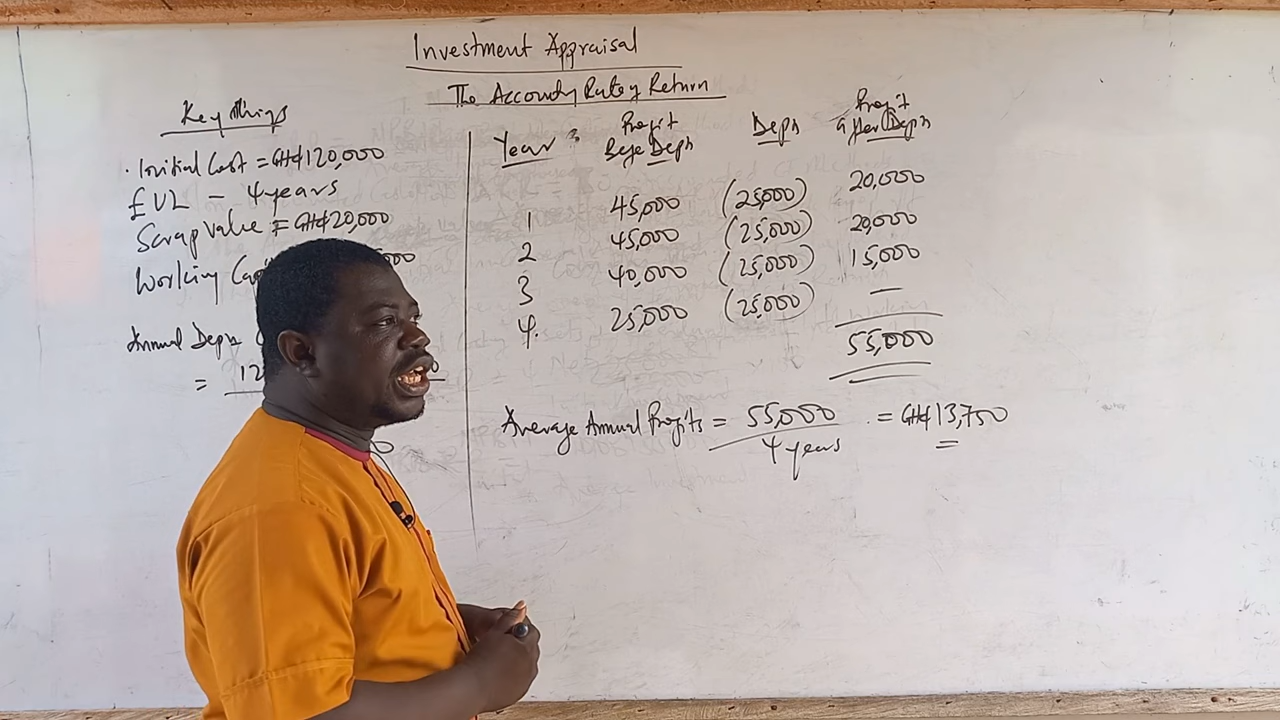 Investment Appraisal
The Accounty Rate of Return
Key things
. Initial Cost = GH¢120,000
EUL - 4 years
Scrap value = GH¢20,000
Working
Annual Depn
=
Year :
Profit
Before Depn
Depn
Profit
after Depn
1 45,000 (25,000) 20,000
2 45,000 (25,000) 20,000
3 40,000 (25,000) 15,000
4. 25,000 (25,000) —
55,000
Average Annual Profits = 55,000 = GH¢13,750
4 years